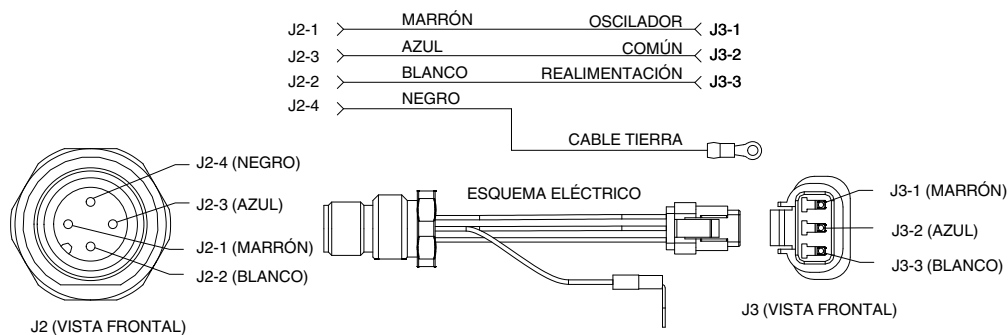 J2-1 MARRÓN OSCILADOR J3-1
J2-3 AZUL COMÚN J3-2
J2-2 BLANCO REALIMENTACIÓN J3-3
J2-4 NEGRO
CABLE TIERRA
J2-4 (NEGRO)
J2-3 (AZUL)
J2-1 (MARRÓN)
J2-2 (BLANCO)
J2 (VISTA FRONTAL)
ESQUEMA ELÉCTRICO
J3-1 (MARRÓN)
J3-2 (AZUL)
J3-3 (BLANCO)
J3 (VISTA FRONTAL)